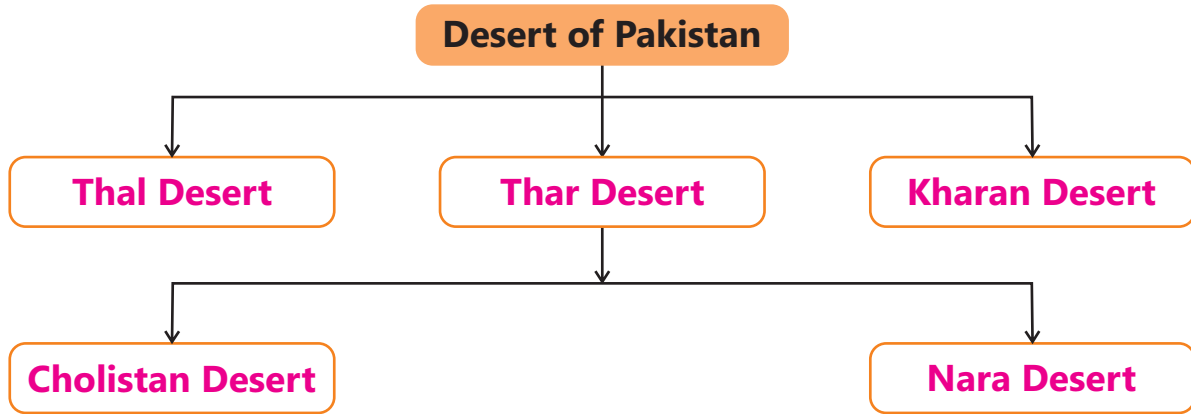 Desert of Pakistan
Thal Desert
Thar Desert
Kharan Desert
Cholistan Desert
Nara Desert